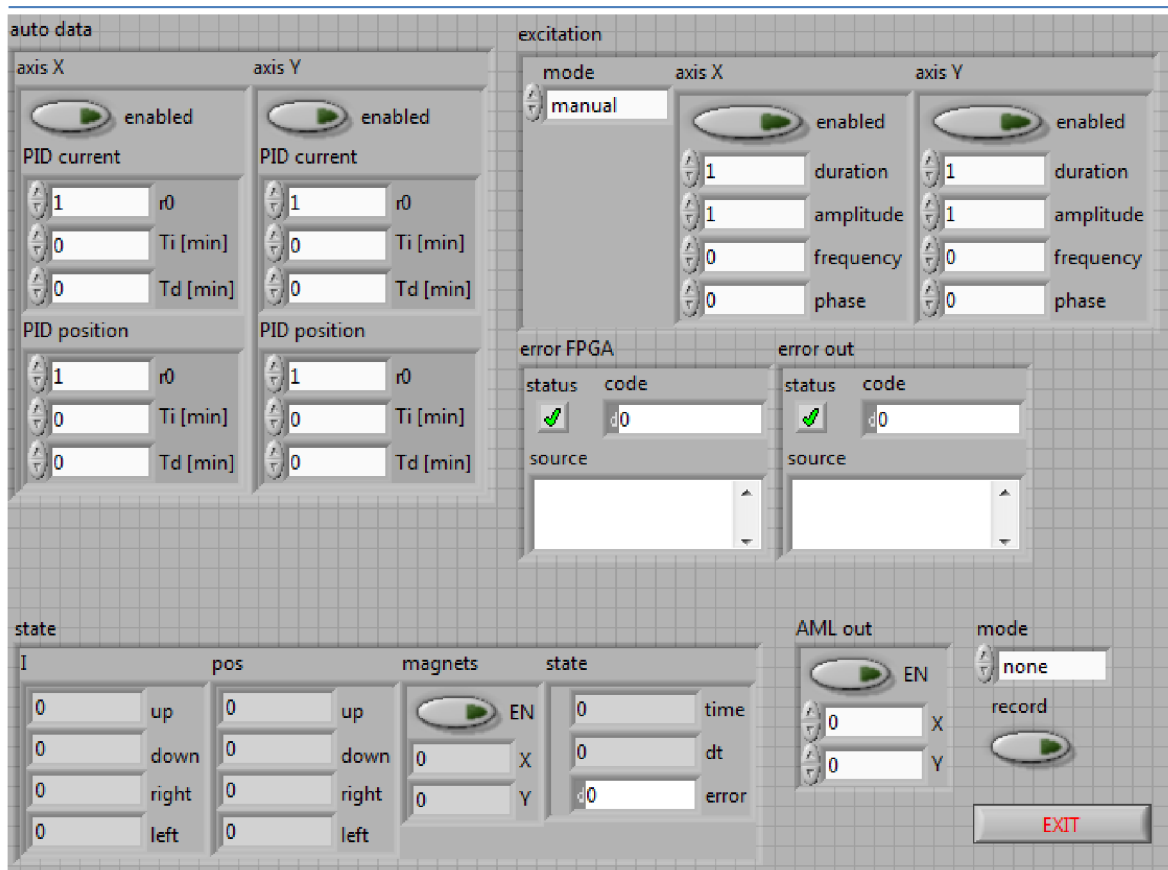 auto data
axis X axis Y
enabled enabled
PID current PID current
1 r0 1 r0
0 Ti [min] 0 Ti [min]
0 Td [min] 0 Td [min]
PID position PID position
1 r0 1 r0
0 Ti [min] 0 Ti [min]
0 Td [min] 0 Td [min]
excitation
mode axis X axis Y
manual enabled enabled
1 duration 1 duration
1 amplitude 1 amplitude
0 frequency 0 frequency
0 phase 0 phase
error FPGA
status code
d 0
source
error out
status code
d 0
source
state
I pos magnets state
0 up 0 up EN 0 time
0 down 0 down 0 X 0 dt
0 right 0 right 0 Y d 0 error
0 left 0 left
AML out
EN
0 X
0 Y
mode
none
record
EXIT